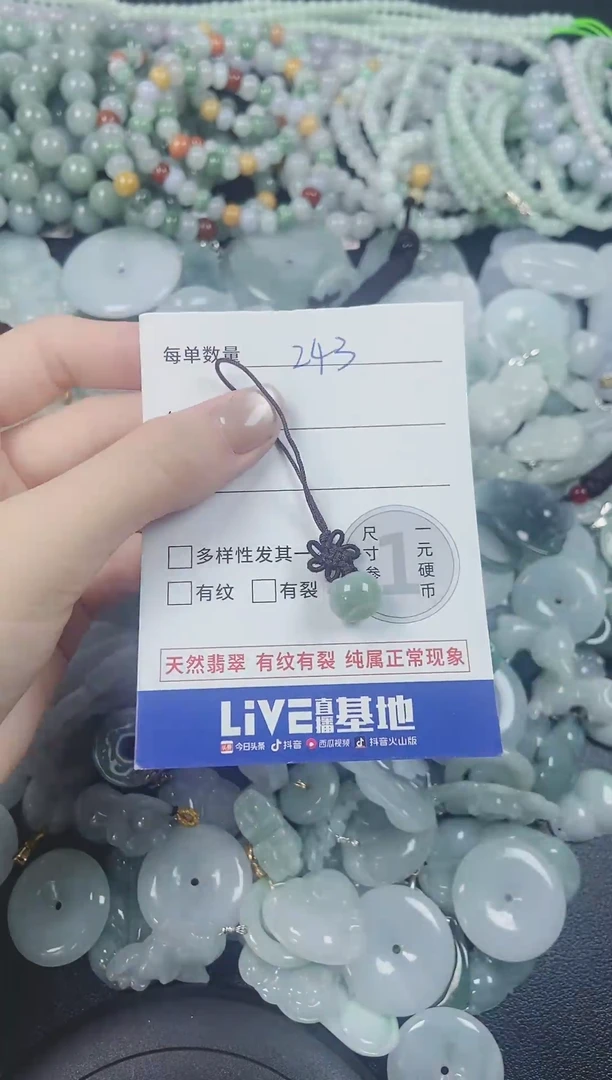 每单数量 243
多样性发其一
有纹 有裂
尺寸参
一元硬币
1
天然翡翠 有纹有裂 纯属正常现象
LiVE直播基地
头条 今日头条 抖音 西瓜视频 抖音火山版